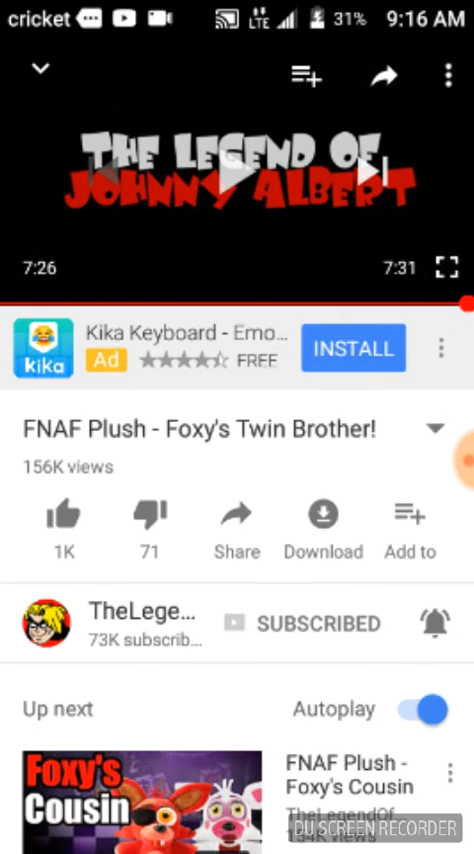 cricket LTE 31% 9:16 AM
THE LEGEND OF
JOHNNY ALBERT
7:26 7:31
Kika Keyboard - Emo...
kika Ad FREE
INSTALL
FNAF Plush - Foxy's Twin Brother!
156K views
1K 71 Share Download Add to
TheLege...
73K subscrib...
SUBSCRIBED
Up next Autoplay
Foxy's
Cousin
FNAF Plush -
Foxy's Cousin
TheLegendOf...
DU SCREEN RECORDER